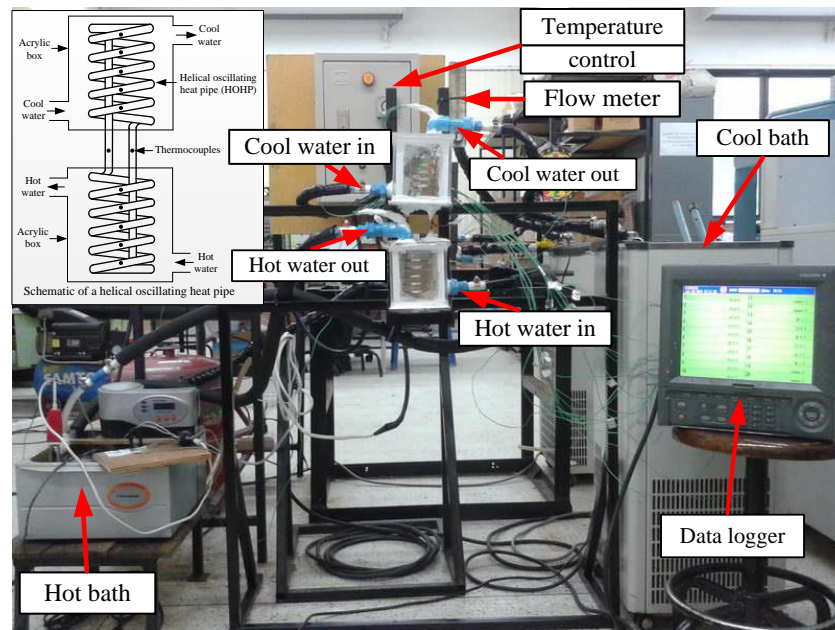 Cool
water
Acrylic
box
Helical oscillating
heat pipe (HOHP)
Cool
water
Thermocouples
Hot
water
Acrylic
box
Hot
water
Schematic of a helical oscillating heat pipe
Temperature
control
Flow meter
Cool water in
Cool water out
Cool bath
Hot water out
Hot water in
Data logger
Hot bath